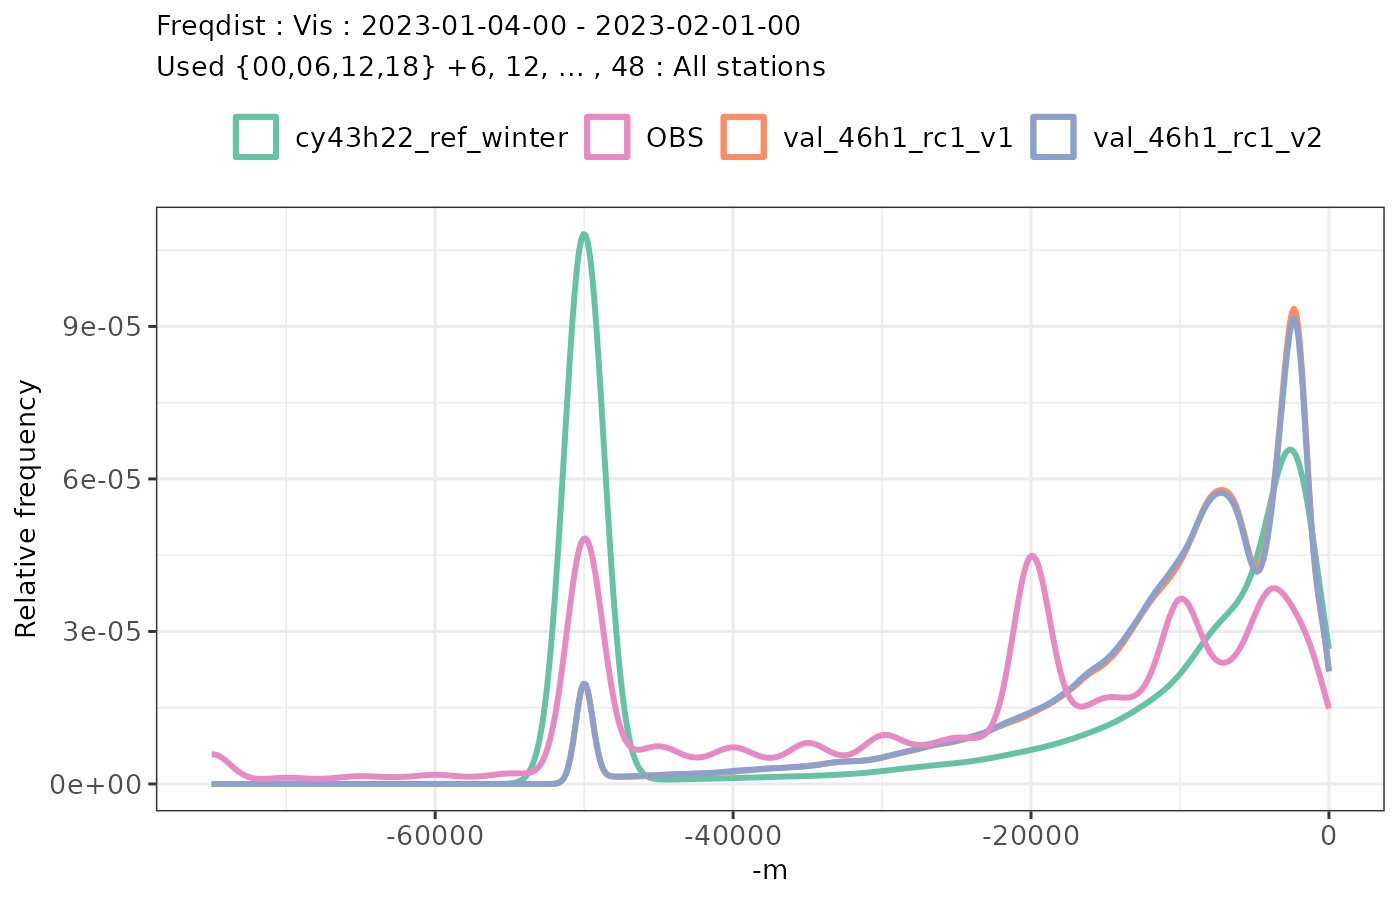 Freqdist : Vis : 2023-01-04-00 - 2023-02-01-00
Used {00,06,12,18} +6, 12, ... , 48 : All stations
cy43h22_ref_winter OBS val_46h1_rc1_v1 val_46h1_rc1_v2
Relative frequency
9e-05
6e-05
3e-05
0e+00
-60000 -40000 -20000 0
-m